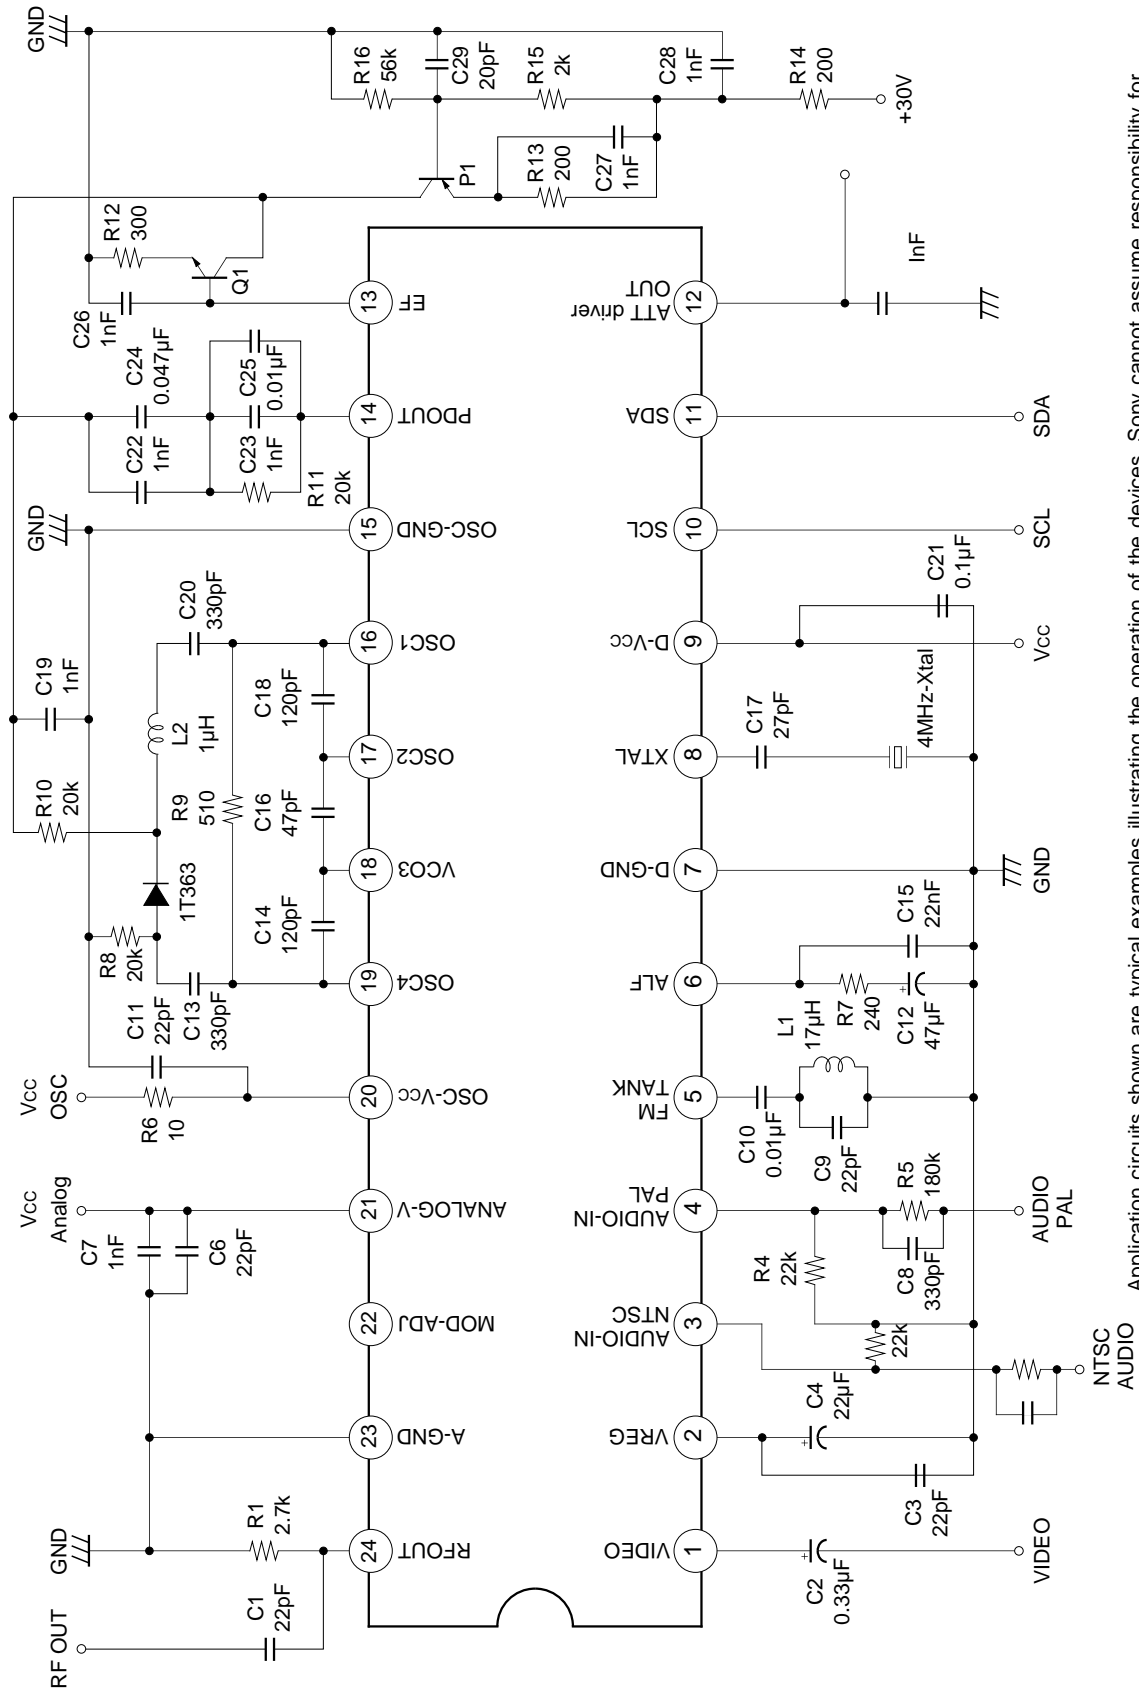 RF OUT
GND
C1
22pF
R1
2.7k
Vcc
Analog
C7
1nF
C6
22pF
Vcc
OSC
R6
10
C11
22pF
C13
330pF
R8
20k
1T363
R10
20k
C19
1nF
L2
1µH
C20
330pF
R9
510
C14
120pF
C16
47pF
C18
120pF
GND
C22
1nF
C24
0.047µF
C23
1nF
C25
0.01µF
R11
20k
C26
1nF
R12
300
Q1
P1
GND
R16
56k
C29
20pF
R15
2k
C28
1nF
R14
200
R13
200
C27
1nF
+30V
24
RFOUT
23
A-GND
22
MOD-ADJ
21
ANALOG-V
20
OSC-Vcc
19
OSC4
18
VCO3
17
OSC2
16
OSC1
15
OSC-GND
14
PDOUT
13
EF
VIDEO
1
VREG
2
AUDIO-IN
NTSC
3
AUDIO-IN
PAL
4
FM
TANK
5
ALF
6
D-GND
7
XTAL
8
D-Vcc
9
SCL
10
SDA
11
ATT driver
OUT
12
C2
0.33µF
VIDEO
C3
22pF
C4
22µF
22k
NTSC
AUDIO
R4
22k
C8
330pF
R5
180k
AUDIO
PAL
C10
0.01µF
C9
22pF
L1
17µH
R7
240
C12
47µF
C15
22nF
GND
C17
27pF
4MHz-Xtal
C21
0.1µF
Vcc
SCL
SDA
InF
Application circuits shown are typical examples illustrating the operation of the devices. Sony cannot assume responsibility for